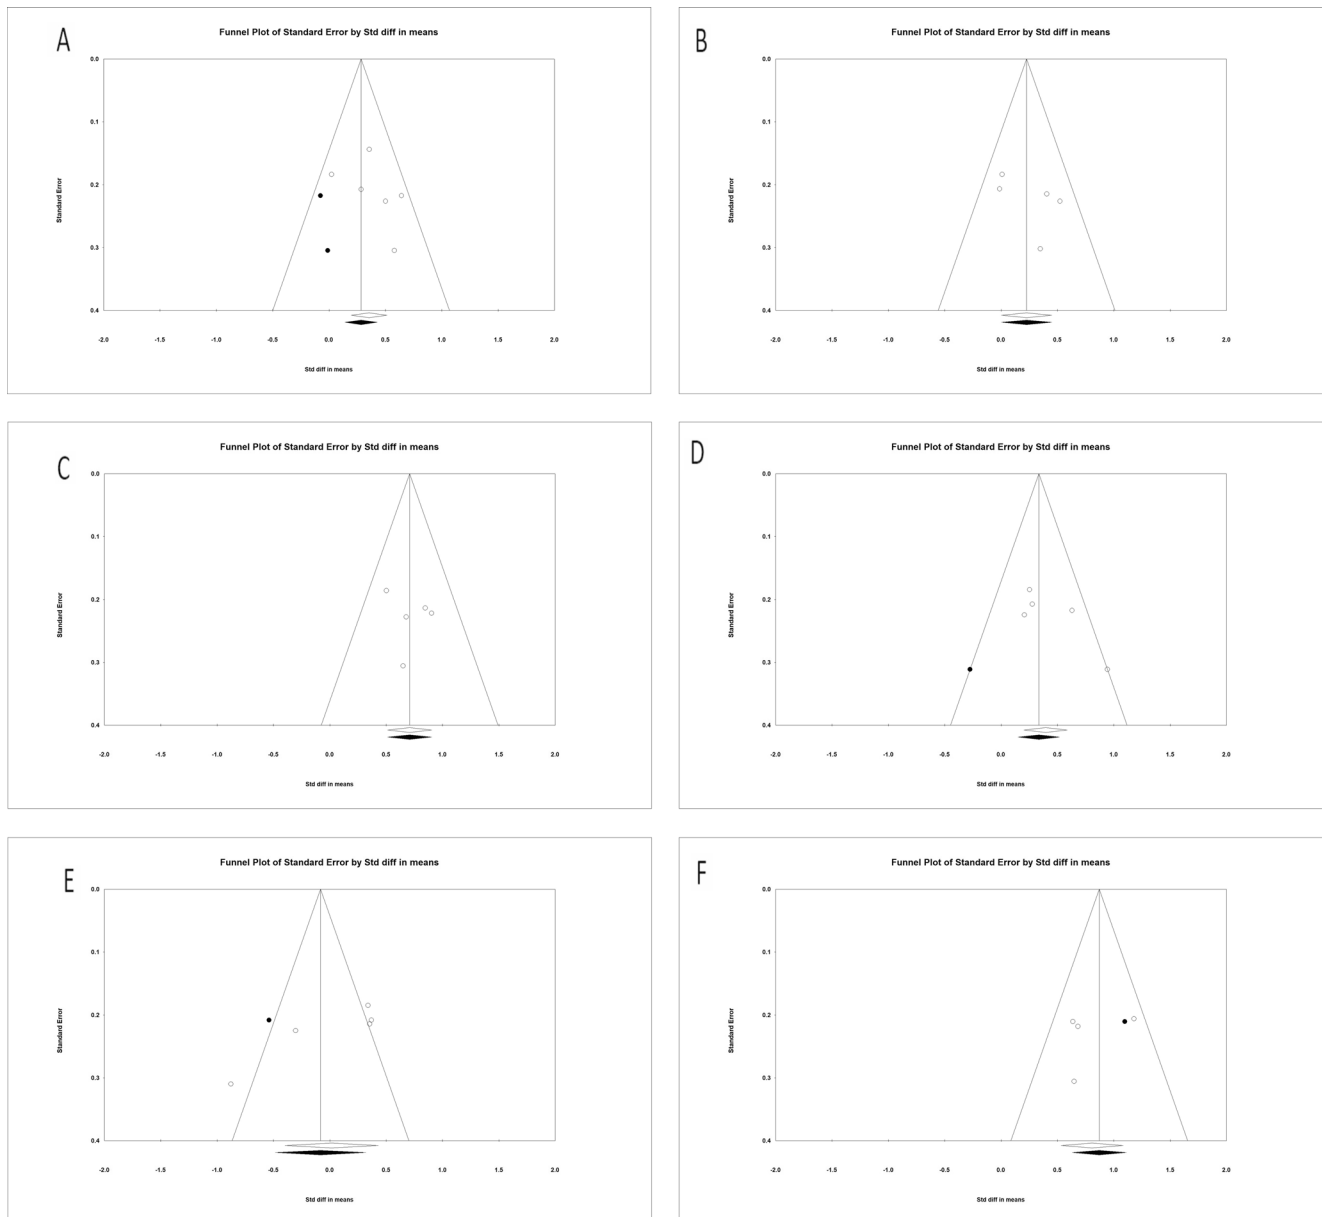 A
Funnel Plot of Standard Error by Std diff in means
0.0
0.1
0.2
0.3
0.4
Standard Error
-2.0 -1.5 -1.0 -0.5 0.0 0.5 1.0 1.5 2.0
Std diff in means
B
Funnel Plot of Standard Error by Std diff in means
0.0
0.1
0.2
0.3
0.4
Standard Error
-2.0 -1.5 -1.0 -0.5 0.0 0.5 1.0 1.5 2.0
Std diff in means
C
Funnel Plot of Standard Error by Std diff in means
0.0
0.1
0.2
0.3
0.4
Standard Error
-2.0 -1.5 -1.0 -0.5 0.0 0.5 1.0 1.5 2.0
Std diff in means
D
Funnel Plot of Standard Error by Std diff in means
0.0
0.1
0.2
0.3
0.4
Standard Error
-2.0 -1.5 -1.0 -0.5 0.0 0.5 1.0 1.5 2.0
Std diff in means
E
Funnel Plot of Standard Error by Std diff in means
0.0
0.1
0.2
0.3
0.4
Standard Error
-2.0 -1.5 -1.0 -0.5 0.0 0.5 1.0 1.5 2.0
Std diff in means
F
Funnel Plot of Standard Error by Std diff in means
0.0
0.1
0.2
0.3
0.4
Standard Error
-2.0 -1.5 -1.0 -0.5 0.0 0.5 1.0 1.5 2.0
Std diff in means